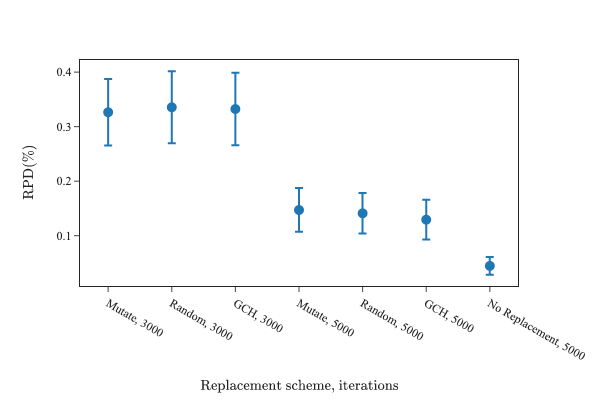 0.4
0.3
0.2
0.1
RPD(%)
Mutate, 3000
Random, 3000
GCH, 3000
Mutate, 5000
Random, 5000
GCH, 5000
No Replacement, 5000
Replacement scheme, iterations